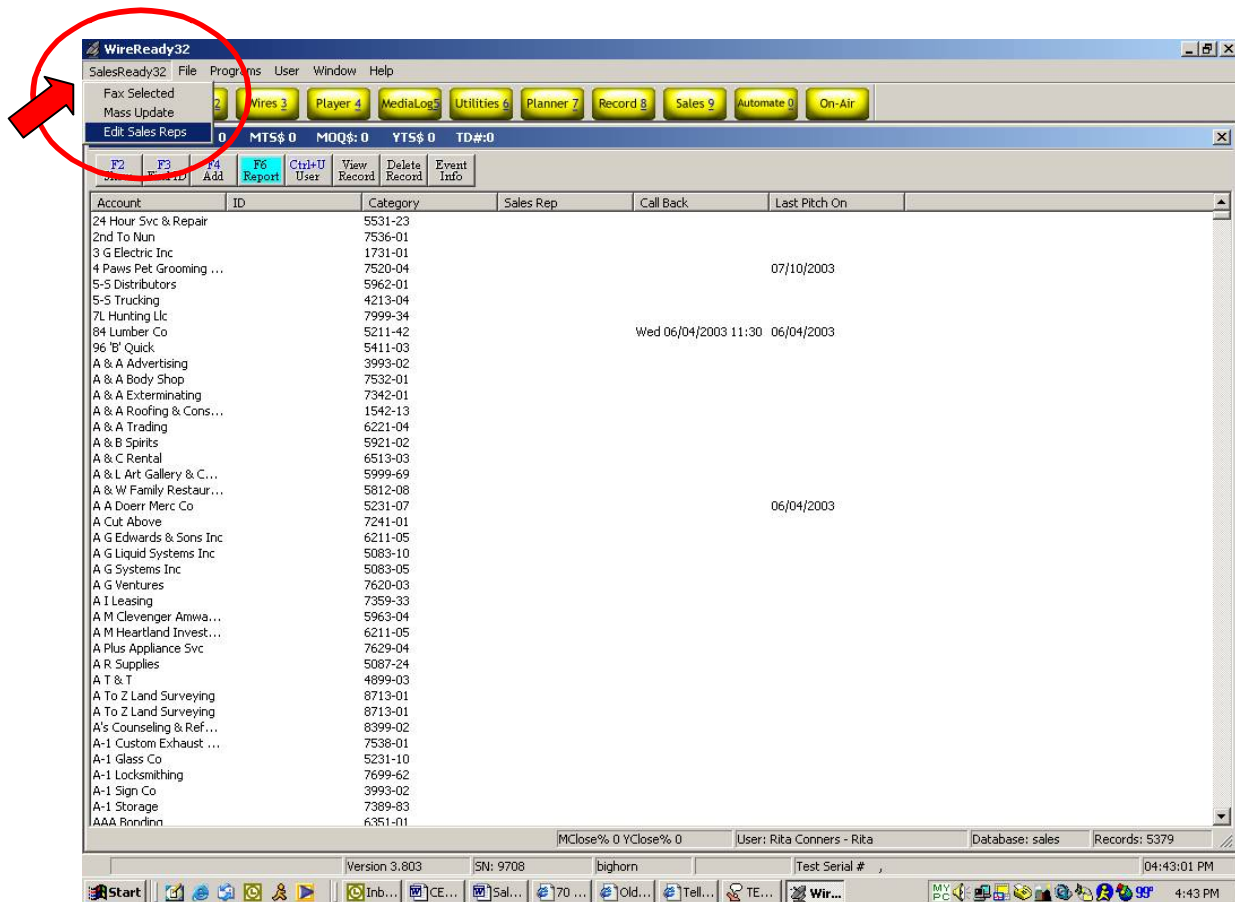 WireReady32
SalesReady32 File Programs User Window Help
Fax Selected
Mass Update
Edit Sales Reps
2 Wires 3 Player 4 MediaLog5 Utilities 6 Planner 7 Record 8 Sales 9 Automate 0 On-Air
0 MTS$ 0 MOQ$: 0 YTS$ 0 TD#:0
F2 F3 F4 F6 Ctrl+U View Delete Event
Show Find ID Add Report User Record Record Info
Account ID Category Sales Rep Call Back Last Pitch On
24 Hour Svc & Repair 5531-23
2nd To Nun 7536-01
3 G Electric Inc 1731-01
4 Paws Pet Grooming ... 7520-04 07/10/2003
5-S Distributors 5962-01
5-S Trucking 4213-04
7L Hunting Llc 7999-34
84 Lumber Co 5211-42 Wed 06/04/2003 11:30 06/04/2003
96 'B' Quick 5411-03
A & A Advertising 3993-02
A & A Body Shop 7532-01
A & A Exterminating 7342-01
A & A Roofing & Cons... 1542-13
A & A Trading 6221-04
A & B Spirits 5921-02
A & C Rental 6513-03
A & L Art Gallery & C... 5999-69
A & W Family Restaur... 5812-08
A A Doerr Merc Co 5231-07 06/04/2003
A Cut Above 7241-01
A G Edwards & Sons Inc 6211-05
A G Liquid Systems Inc 5083-10
A G Systems Inc 5083-05
A G Ventures 7620-03
A I Leasing 7359-33
A M Clevenger Amwa... 5963-04
A M Heartland Invest... 6211-05
A Plus Appliance Svc 7629-04
A R Supplies 5087-24
A T & T 4899-03
A To Z Land Surveying 8713-01
A To Z Land Surveying 8713-01
A's Counseling & Ref... 8399-02
A-1 Custom Exhaust ... 7538-01
A-1 Glass Co 5231-10
A-1 Locksmithing 7699-62
A-1 Sign Co 3993-02
A-1 Storage 7389-83
AAA Bonding 6351-01
MClose% 0 YClose% 0 User: Rita Conners - Rita Database: sales Records: 5379
Version 3.803 SN: 9708 bighorn Test Serial # , 04:43:01 PM
Start Inb... CE... Sal... 70 ... Old... Tell... TE... Wir... MY PC 99° 4:43 PM